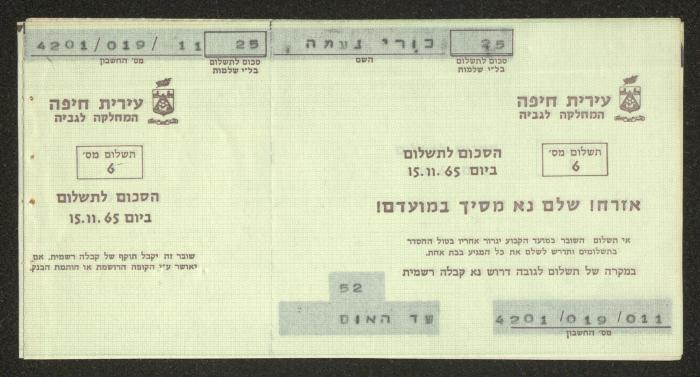 25
כורי נעמה
סכום לתשלום
בל"י שלמות
השם
עירית חיפה
המחלקה לגביה
תשלום מס'
6
הסכום לתשלום
ביום 15.11.65
אזרח! שלם נא מסיך במועדם!
אי תשלום השובר במועד הקבוע יגרור אחריו ביטול ההסדר
בתשלומים ותדרש לשלם את כל המגיע בבת אחת.
במקרה של תשלום לגובה דרוש נא קבלה רשמית
52
שד האום
4201/019/011
מס' החשבון
25
4201/019/ 11
סכום לתשלום
בל"י שלמות
מס' החשבון
עירית חיפה
המחלקה לגביה
תשלום מס'
6
הסכום לתשלום
ביום 15.11.65
שובר זה יקבל תוקף של קבלה רשמית, אם
יאושר ע"י הקופה הרושמת או חותמת הבנק.